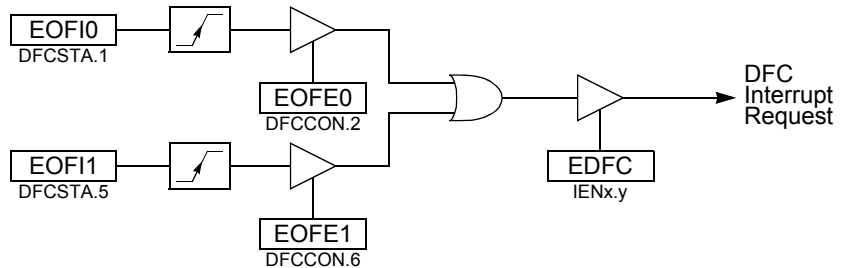 EOFI0
DFCSTA.1
EOFE0
DFCCON.2
EOFI1
DFCSTA.5
EOFE1
DFCCON.6
EDFC
IENx.y
DFC
Interrupt
Request